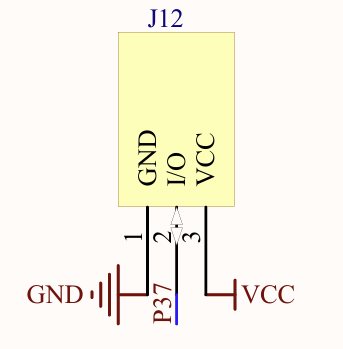 J12
GND
I/O
VCC
1
2
3
GND
P37
VCC